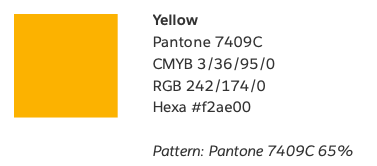 Yellow
Pantone 7409C
CMYB 3/36/95/0
RGB 242/174/0
Hexa #f2ae00
Pattern: Pantone 7409C 65%